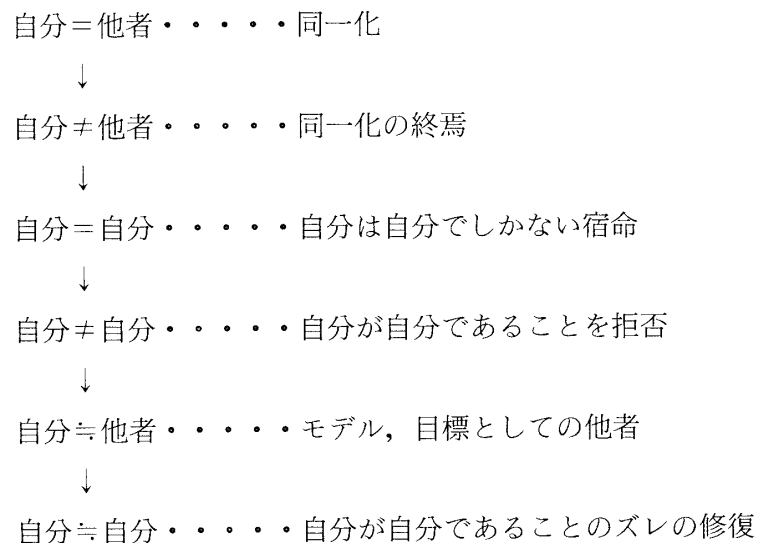 自分＝他者・・・・・同一化
↓
自分≠他者・・・・・同一化の終焉
↓
自分＝自分・・・・・自分は自分でしかない宿命
↓
自分≠自分・・・・・自分が自分であることを拒否
↓
自分≒他者・・・・・モデル，目標としての他者
↓
自分≒自分・・・・・自分が自分であることのズレの修復